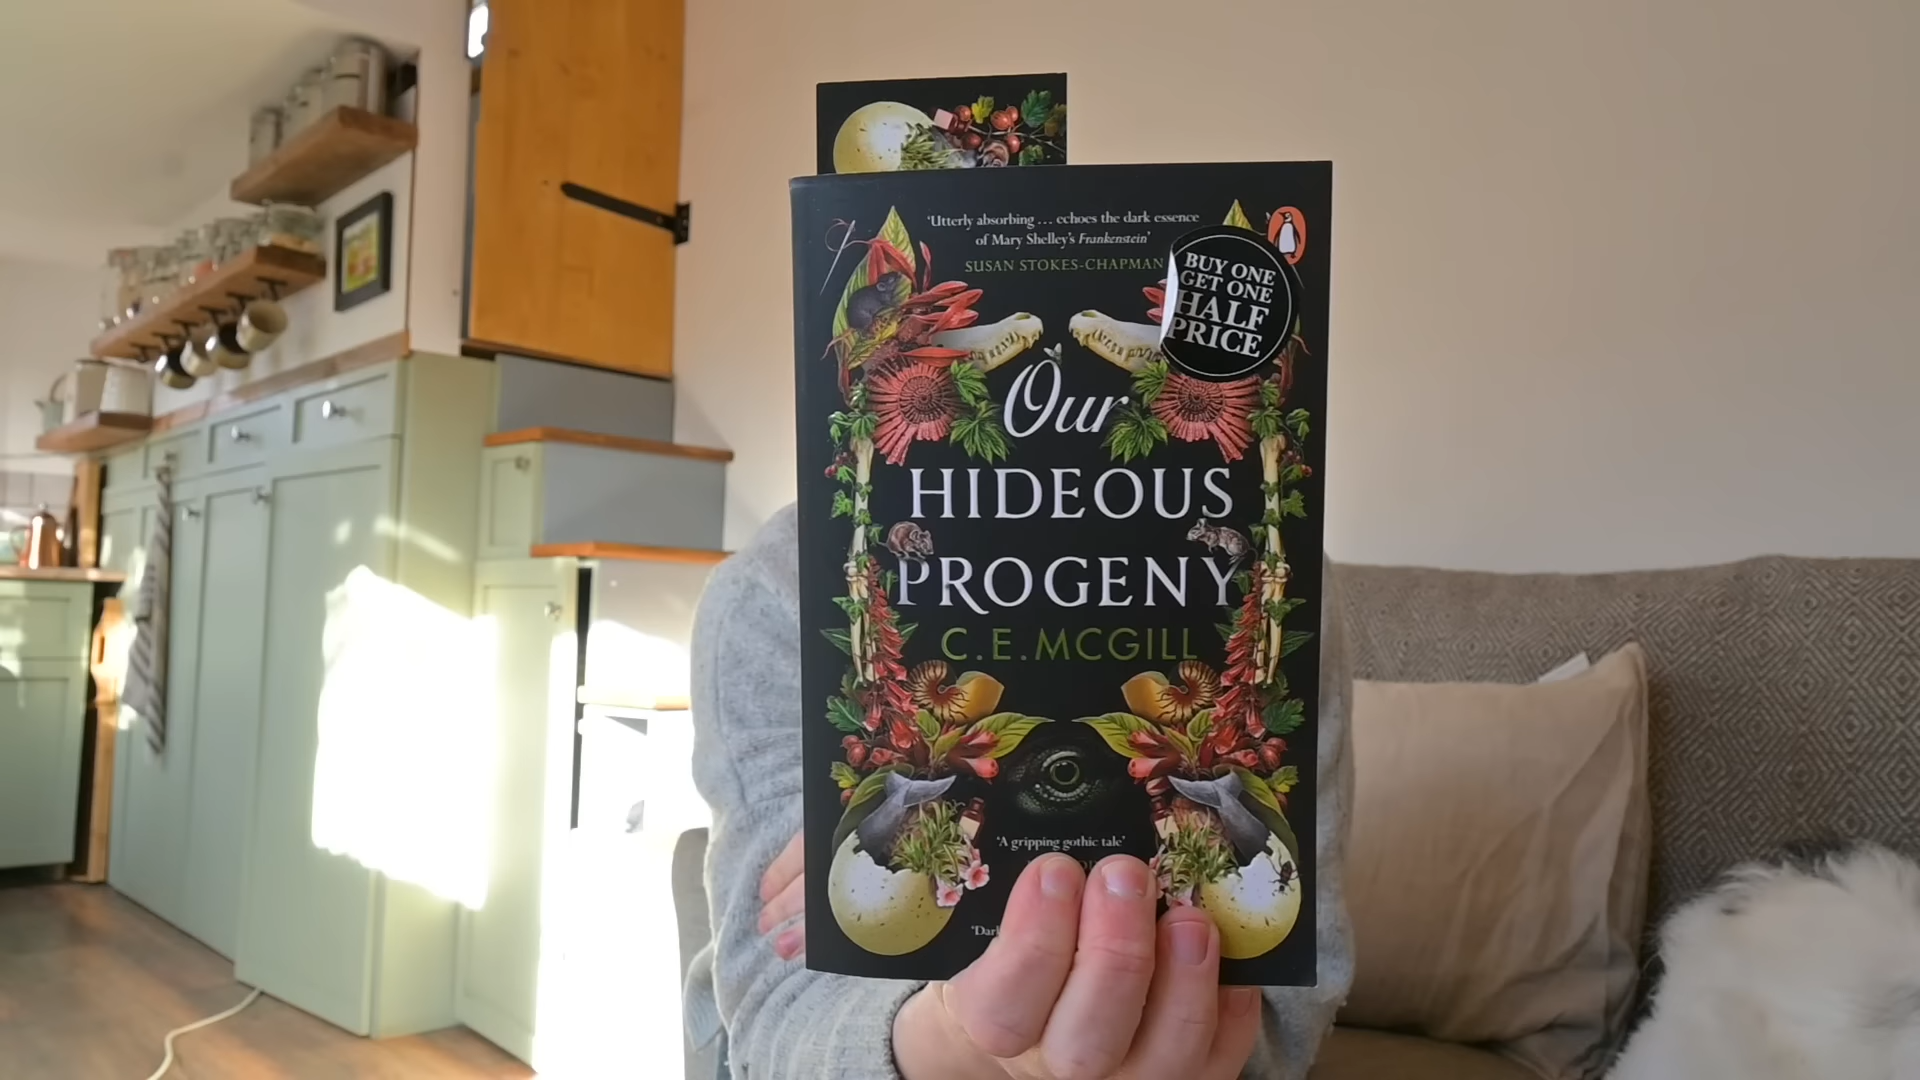 'Utterly absorbing ... echoes the dark essence
of Mary Shelley's Frankenstein'
SUSAN STOKES-CHAPMAN
BUY ONE
GET ONE
HALF
PRICE
Our
HIDEOUS
PROGENY
C.E.MCGILL
'A gripping gothic tale'